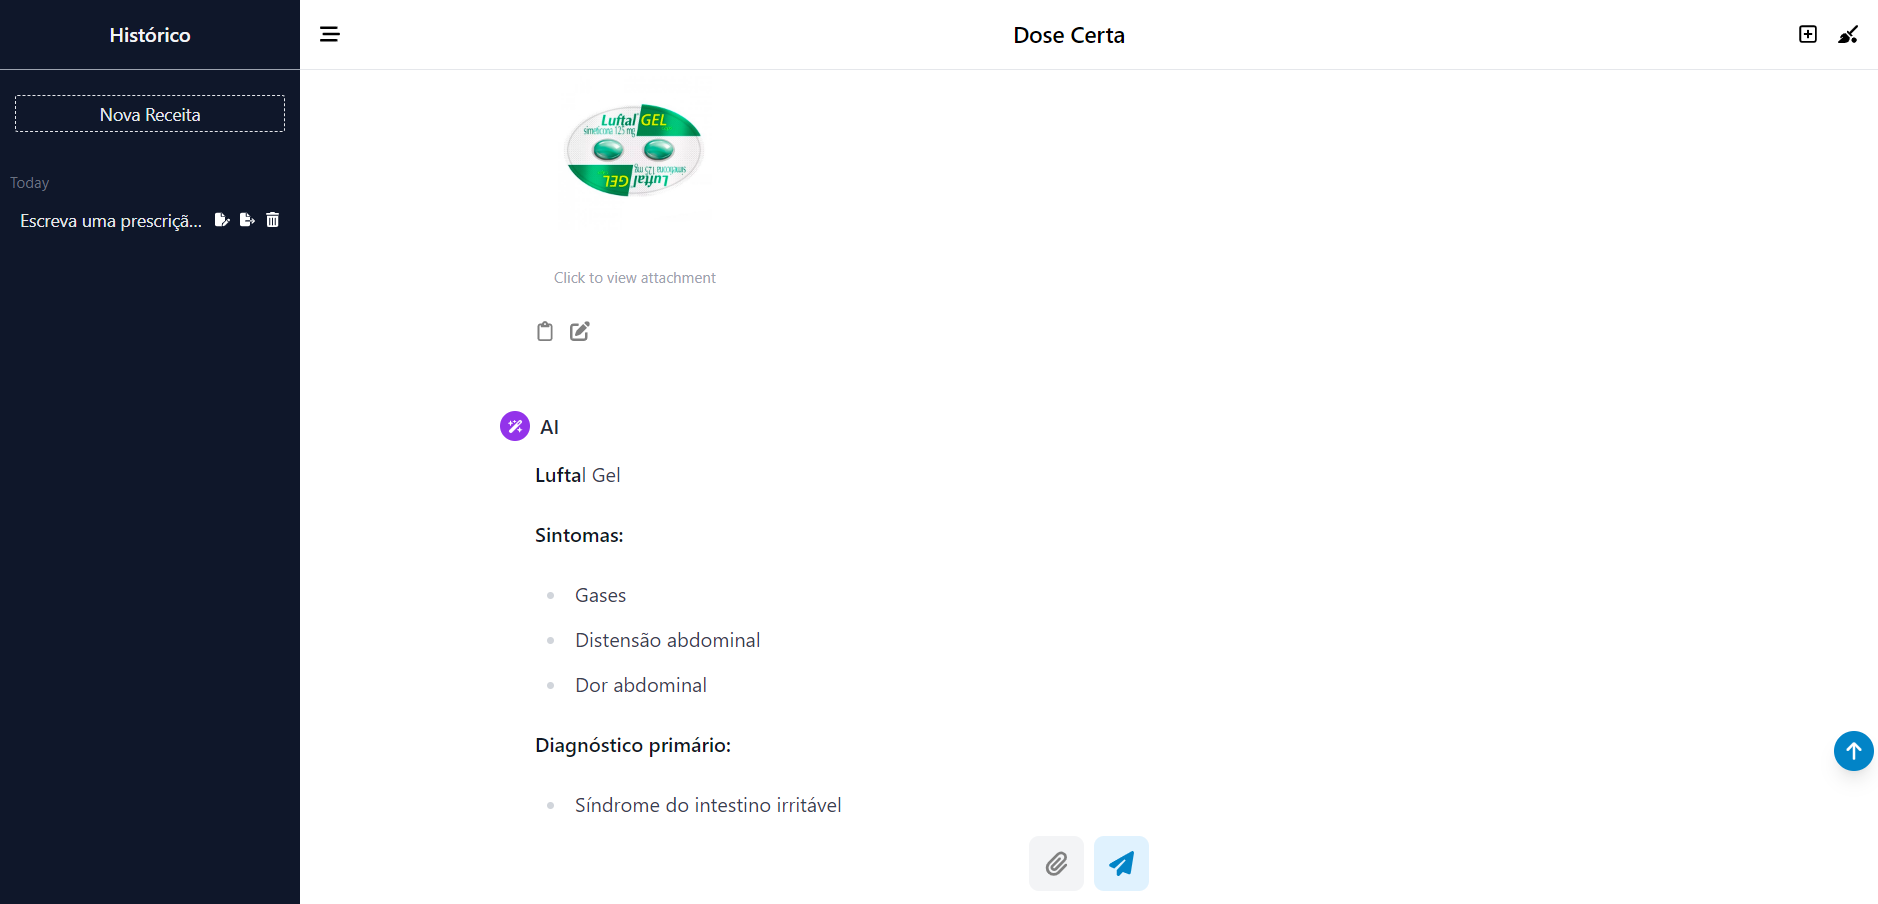 Histórico
Dose Certa
Nova Receita
Today
Escreva uma prescriçã...
Luftal GEL
simeticona 125 mg
simeticona 125 mg
Luftal GEL
Click to view attachment
AI
Luftal Gel
Sintomas:
Gases
Distensão abdominal
Dor abdominal
Diagnóstico primário:
Síndrome do intestino irritável